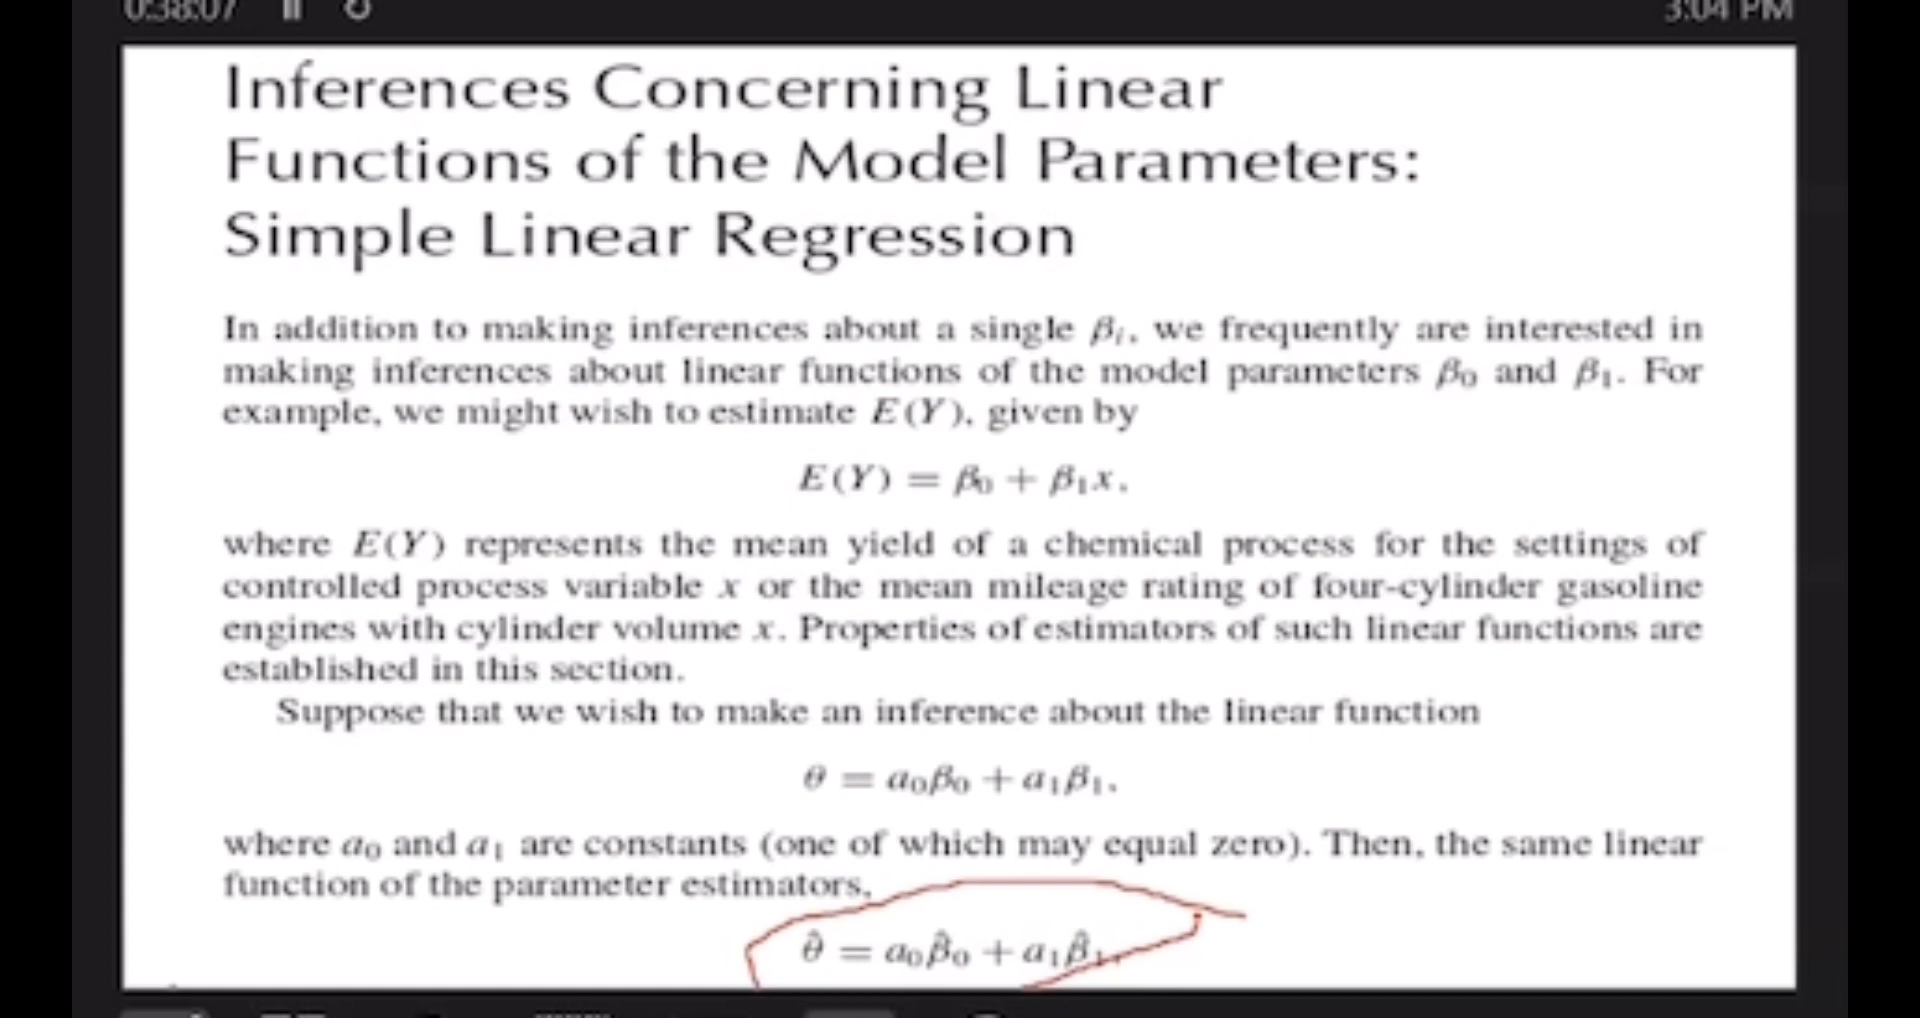 0:38:07
3:04 PM
Inferences Concerning Linear
Functions of the Model Parameters:
Simple Linear Regression
In addition to making inferences about a single βᵢ, we frequently are interested in
making inferences about linear functions of the model parameters β₀ and β₁. For
example, we might wish to estimate E(Y), given by
E(Y) = β₀ + β₁x,
where E(Y) represents the mean yield of a chemical process for the settings of
controlled process variable x or the mean mileage rating of four-cylinder gasoline
engines with cylinder volume x. Properties of estimators of such linear functions are
established in this section.
Suppose that we wish to make an inference about the linear function
θ = a₀β₀ + a₁β₁,
where a₀ and a₁ are constants (one of which may equal zero). Then, the same linear
function of the parameter estimators,
θ̂ = a₀β̂₀ + a₁β̂₁,